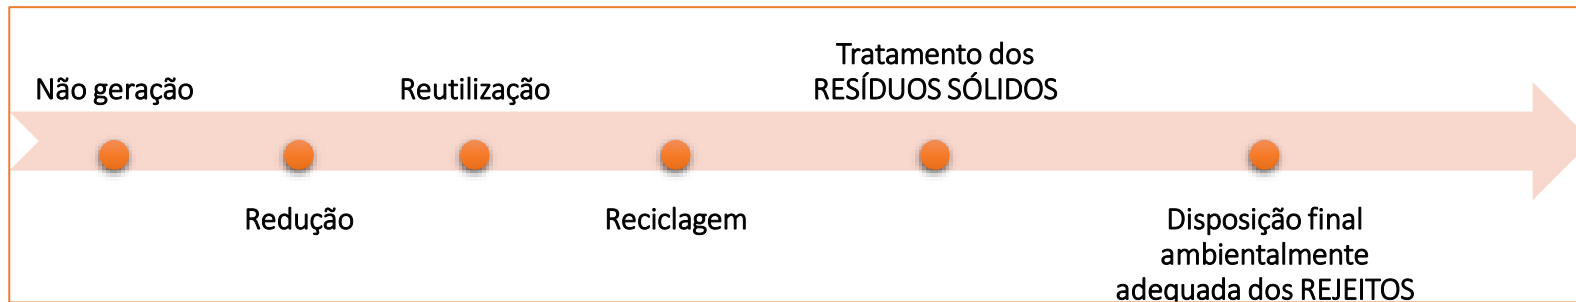 Não geração
Redução
Reutilização
Reciclagem
Tratamento dos
RESÍDUOS SÓLIDOS
Disposição final
ambientalmente
adequada dos REJEITOS